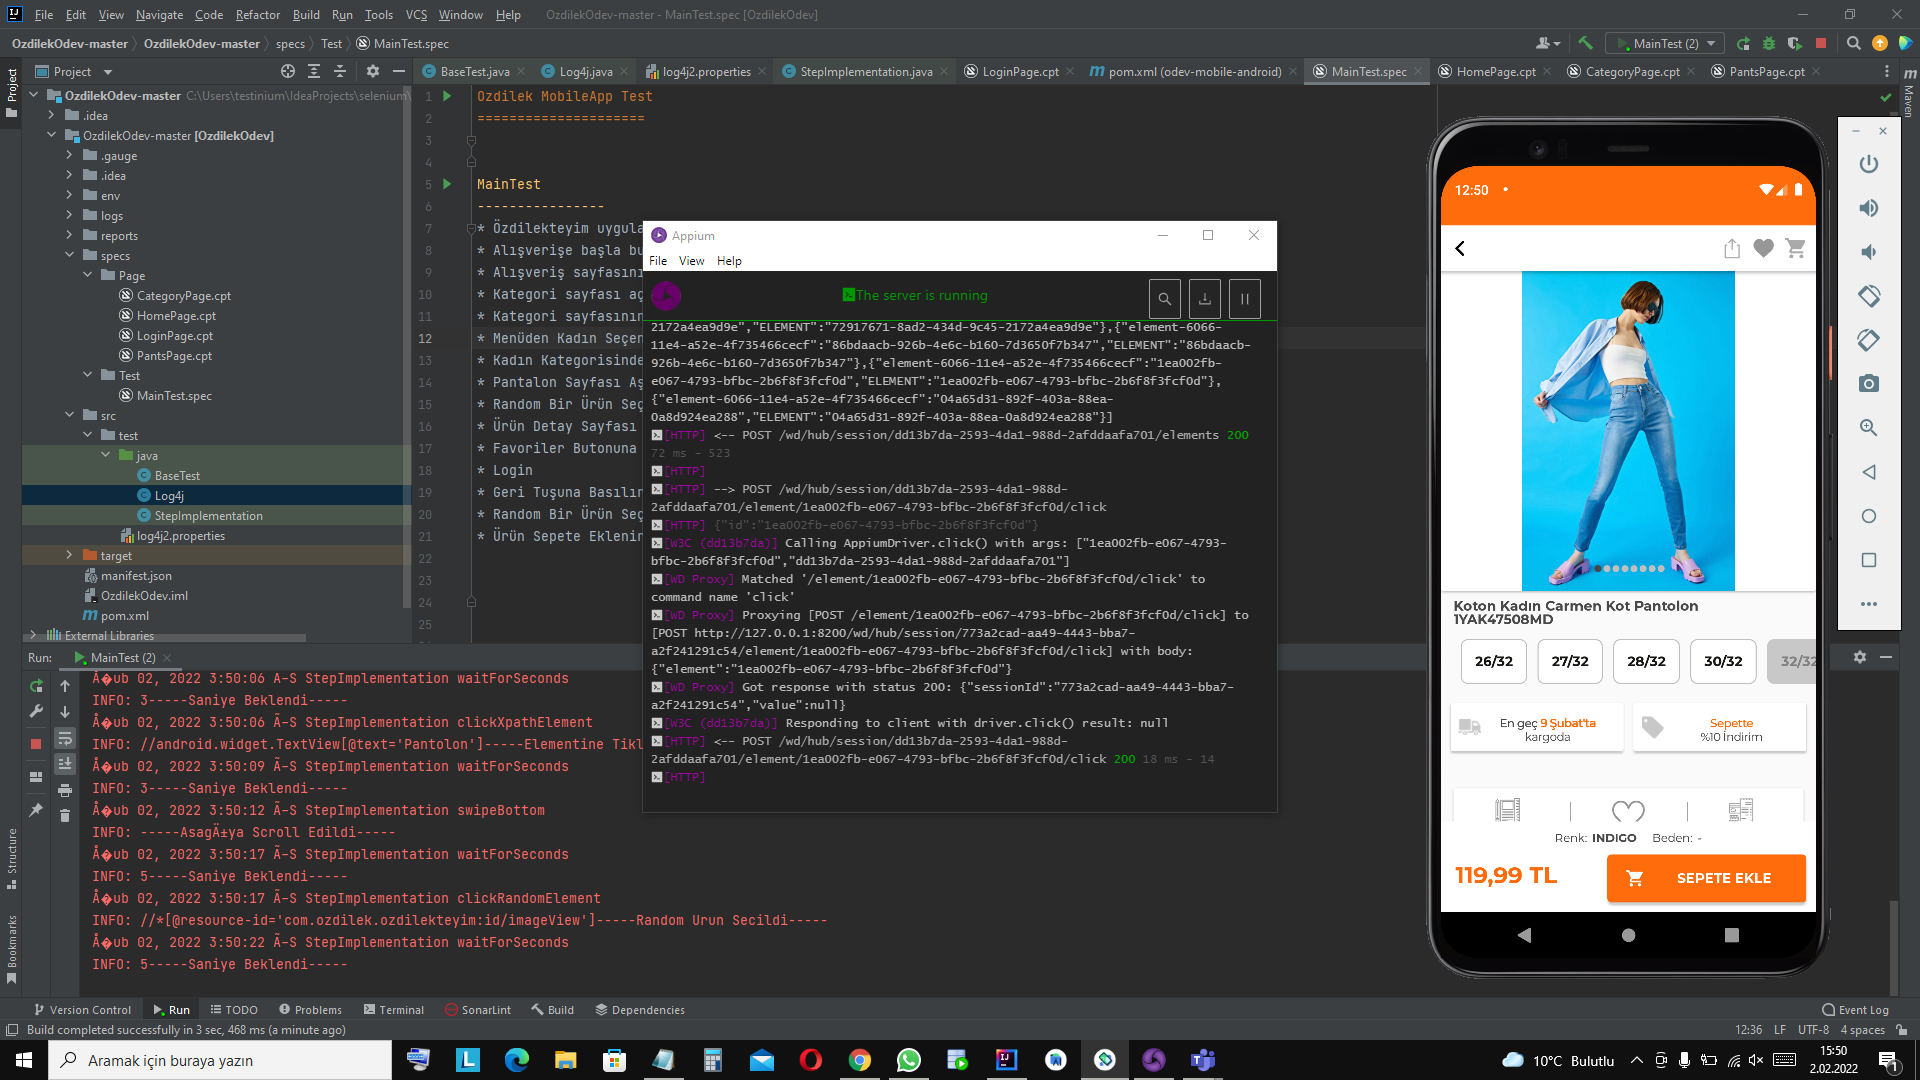 File Edit View Navigate Code Refactor Build Run Tools VCS Window Help OzdilekOdev-master - MainTest.spec [OzdilekOdev]
OzdilekOdev-master OzdilekOdev-master specs Test MainTest.spec
MainTest (2)
Project
BaseTest.java Log4j.java log4j2.properties StepImplementation.java LoginPage.cpt pom.xml (odev-mobile-android) MainTest.spec HomePage.cpt CategoryPage.cpt PantsPage.cpt
Project
Maven
OzdilekOdev-master C:\Users\testinium\IdeaProjects\selenium\
.idea
OzdilekOdev-master [OzdilekOdev]
.gauge
.idea
env
logs
reports
specs
Page
CategoryPage.cpt
HomePage.cpt
LoginPage.cpt
PantsPage.cpt
Test
MainTest.spec
src
test
java
BaseTest
Log4j
StepImplementation
log4j2.properties
target
manifest.json
OzdilekOdev.iml
pom.xml
External Libraries
1 Ozdilek MobileApp Test
2 =====================
3
4
5 MainTest
6 ----------------
7 * Özdilekteyim uygula
8 * Alışverişe başla bu
9 * Alışveriş sayfasını
10 * Kategori sayfası aç
11 * Kategori sayfasının
12 * Menüden Kadın Seçen
13 * Kadın Kategorisinde
14 * Pantalon Sayfası Aş
15 * Random Bir Ürün Seç
16 * Ürün Detay Sayfası
17 * Favoriler Butonuna
18 * Login
19 * Geri Tuşuna Basılır
20 * Random Bir Ürün Seç
21 * Ürün Sepete Eklenir
22
23
24
25
Appium
File View Help
The server is running
2172a4ea9d9e","ELEMENT":"72917671-8ad2-434d-9c45-2172a4ea9d9e"},{"element-6066-
11e4-a52e-4f735466cecf":"86bdaacb-926b-4e6c-b160-7d3650f7b347","ELEMENT":"86bdaacb-
926b-4e6c-b160-7d3650f7b347"},{"element-6066-11e4-a52e-4f735466cecf":"1ea002fb-
e067-4793-bfbc-2b6f8f3fcf0d","ELEMENT":"1ea002fb-e067-4793-bfbc-2b6f8f3fcf0d"},
{"element-6066-11e4-a52e-4f735466cecf":"04a65d31-892f-403a-88ea-
0a8d924ea288","ELEMENT":"04a65d31-892f-403a-88ea-0a8d924ea288"}]
[HTTP] <-- POST /wd/hub/session/dd13b7da-2593-4da1-988d-2afddaafa701/elements 200
72 ms - 523
[HTTP]
[HTTP] --> POST /wd/hub/session/dd13b7da-2593-4da1-988d-
2afddaafa701/element/1ea002fb-e067-4793-bfbc-2b6f8f3fcf0d/click
[HTTP] {"id":"1ea002fb-e067-4793-bfbc-2b6f8f3fcf0d"}
[W3C (dd13b7da)] Calling AppiumDriver.click() with args: ["1ea002fb-e067-4793-
bfbc-2b6f8f3fcf0d","dd13b7da-2593-4da1-988d-2afddaafa701"]
[WD Proxy] Matched '/element/1ea002fb-e067-4793-bfbc-2b6f8f3fcf0d/click' to
command name 'click'
[WD Proxy] Proxying [POST /element/1ea002fb-e067-4793-bfbc-2b6f8f3fcf0d/click] to
[POST http://127.0.0.1:8200/wd/hub/session/773a2cad-aa49-4443-bba7-
a2f241291c54/element/1ea002fb-e067-4793-bfbc-2b6f8f3fcf0d/click] with body:
{"element":"1ea002fb-e067-4793-bfbc-2b6f8f3fcf0d"}
[WD Proxy] Got response with status 200: {"sessionId":"773a2cad-aa49-4443-bba7-
a2f241291c54","value":null}
[W3C (dd13b7da)] Responding to client with driver.click() result: null
[HTTP] <-- POST /wd/hub/session/dd13b7da-2593-4da1-988d-
2afddaafa701/element/1ea002fb-e067-4793-bfbc-2b6f8f3fcf0d/click 200 18 ms - 14
[HTTP]
12:50
Koton Kadın Carmen Kot Pantolon
1YAK47508MD
26/32 27/32 28/32 30/32 32/32
En geç 9 Şubat'ta
kargoda
Sepette
%10 İndirim
Renk: INDIGO Beden: -
119,99 TL SEPETE EKLE
Run: MainTest (2)
Å�ub 02, 2022 3:50:06 Ã–S StepImplementation waitForSeconds
INFO: 3-----Saniye Beklendi-----
Å�ub 02, 2022 3:50:06 Ã–S StepImplementation clickXpathElement
INFO: //android.widget.TextView[@text='Pantolon']-----Elementine Tikl
Å�ub 02, 2022 3:50:09 Ã–S StepImplementation waitForSeconds
INFO: 3-----Saniye Beklendi-----
Å�ub 02, 2022 3:50:12 Ã–S StepImplementation swipeBottom
INFO: -----AsagÄ±ya Scroll Edildi-----
Å�ub 02, 2022 3:50:17 Ã–S StepImplementation waitForSeconds
INFO: 5-----Saniye Beklendi-----
Å�ub 02, 2022 3:50:17 Ã–S StepImplementation clickRandomElement
INFO: //*[@resource-id='com.ozdilek.ozdilekteyim:id/imageView']-----Random Urun Secildi-----
Å�ub 02, 2022 3:50:22 Ã–S StepImplementation waitForSeconds
INFO: 5-----Saniye Beklendi-----
Structure
Bookmarks
Version Control Run TODO Problems Terminal SonarLint Build Dependencies Event Log
Build completed successfully in 3 sec, 468 ms (a minute ago) 12:36 LF UTF-8 4 spaces
Aramak için buraya yazın
10°C Bulutlu
15:50
2.02.2022
1